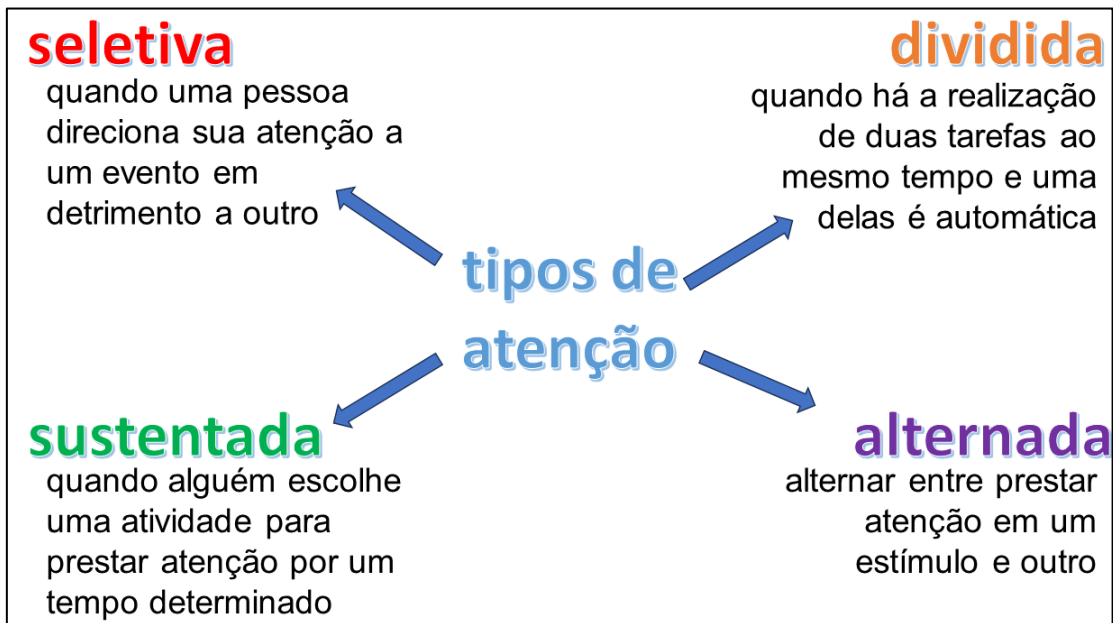 seletiva
quando uma pessoa
direciona sua atenção a
um evento em
detrimento a outro
dividida
quando há a realização
de duas tarefas ao
mesmo tempo e uma
delas é automática
tipos de
atenção
sustentada
quando alguém escolhe
uma atividade para
prestar atenção por um
tempo determinado
alternada
alternar entre prestar
atenção em um
estímulo e outro